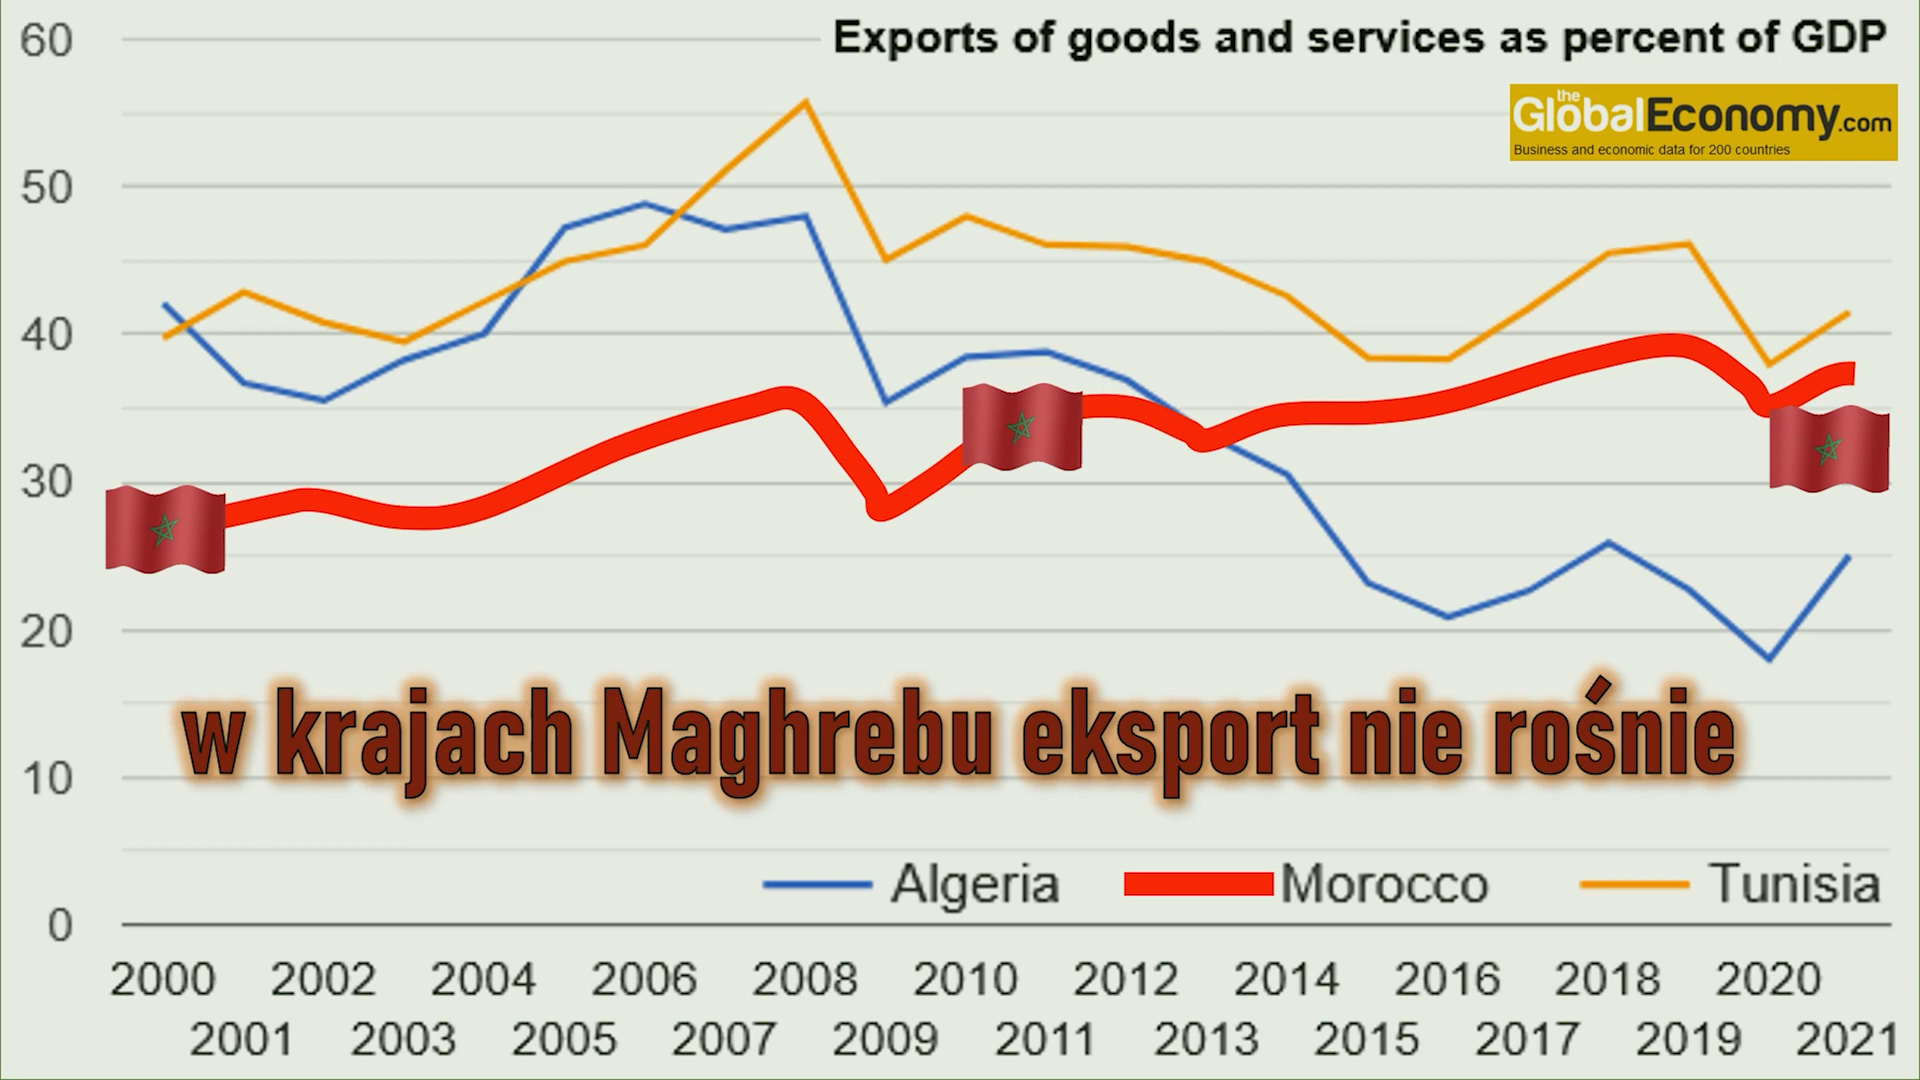 Exports of goods and services as percent of GDP
the
GlobalEconomy.com
Business and economic data for 200 countries
60
50
40
30
20
10
0
w krajach Maghrebu eksport nie rośnie
Algeria Morocco Tunisia
2000 2002 2004 2006 2008 2010 2012 2014 2016 2018 2020
2001 2003 2005 2007 2009 2011 2013 2015 2017 2019 2021